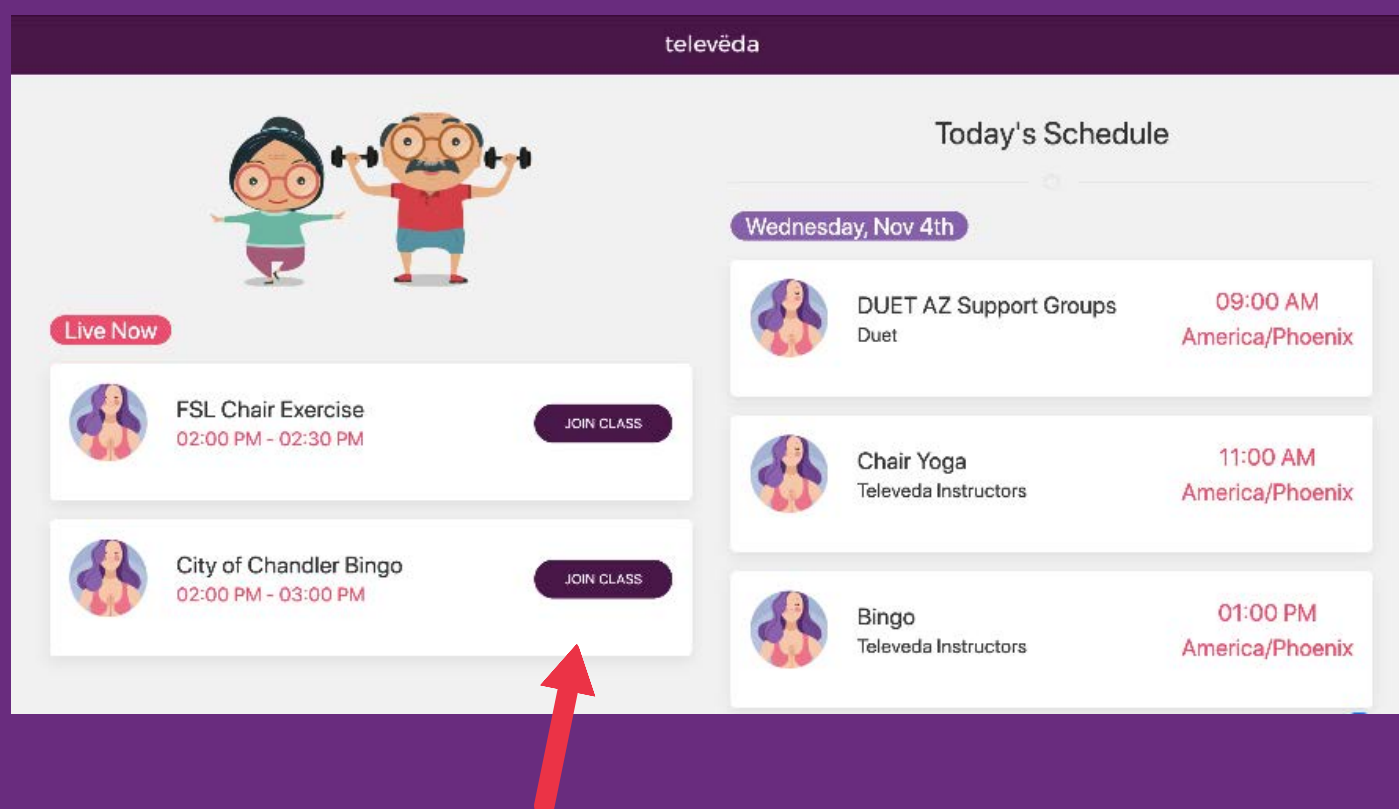 televëda
Live Now
FSL Chair Exercise
02:00 PM - 02:30 PM
JOIN CLASS
City of Chandler Bingo
02:00 PM - 03:00 PM
JOIN CLASS
Today's Schedule
Wednesday, Nov 4th
DUET AZ Support Groups
Duet
09:00 AM
America/Phoenix
Chair Yoga
Televeda Instructors
11:00 AM
America/Phoenix
Bingo
Televeda Instructors
01:00 PM
America/Phoenix